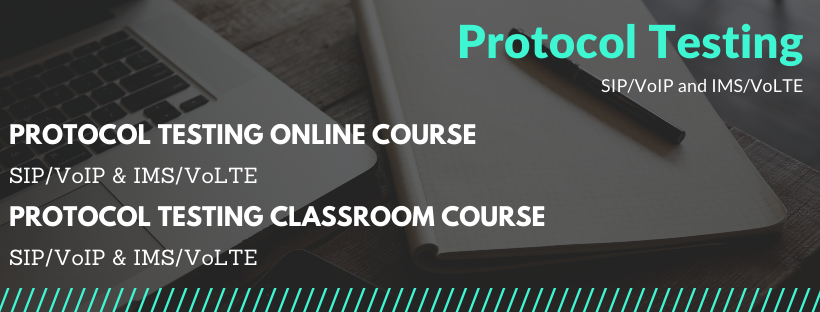 Protocol Testing
SIP/VoIP and IMS/VoLTE
PROTOCOL TESTING ONLINE COURSE
SIP/VoIP & IMS/VoLTE
PROTOCOL TESTING CLASSROOM COURSE
SIP/VoIP & IMS/VoLTE